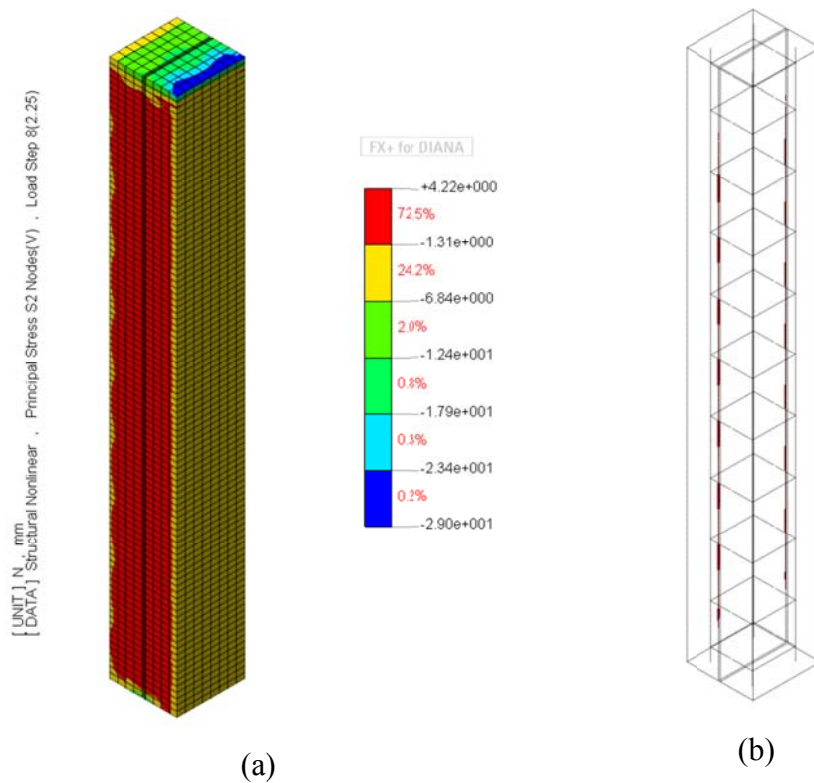 [ UNIT ] N , mm
[ DATA ] Structural Nonlinear , Principal Stress S2 Nodes(V) , Load Step 8(2.25)
FX+ for DIANA
+4.22e+000
72.5%
-1.31e+000
24.2%
-6.84e+000
2.0%
-1.24e+001
0.8%
-1.79e+001
0.3%
-2.34e+001
0.2%
-2.90e+001
(a)
(b)